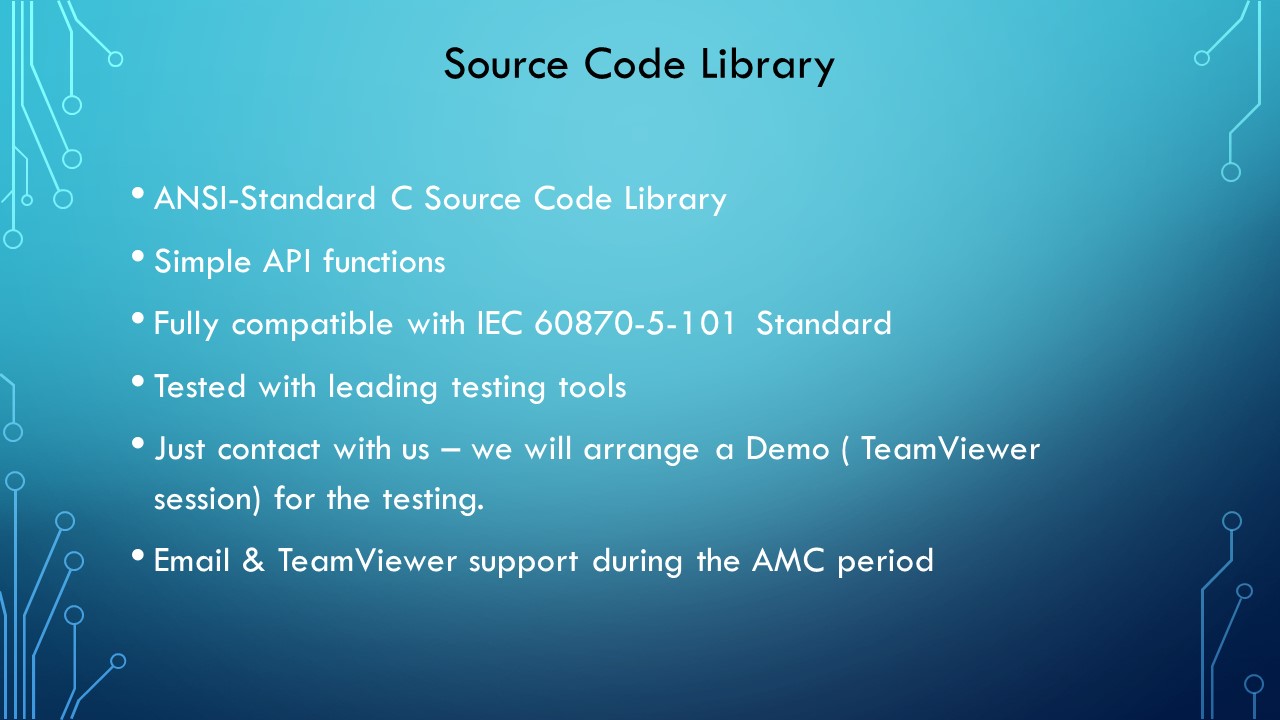 Source Code Library
• ANSI-Standard C Source Code Library
• Simple API functions
• Fully compatible with IEC 60870-5-101 Standard
• Tested with leading testing tools
• Just contact with us – we will arrange a Demo ( TeamViewer
session) for the testing.
• Email & TeamViewer support during the AMC period